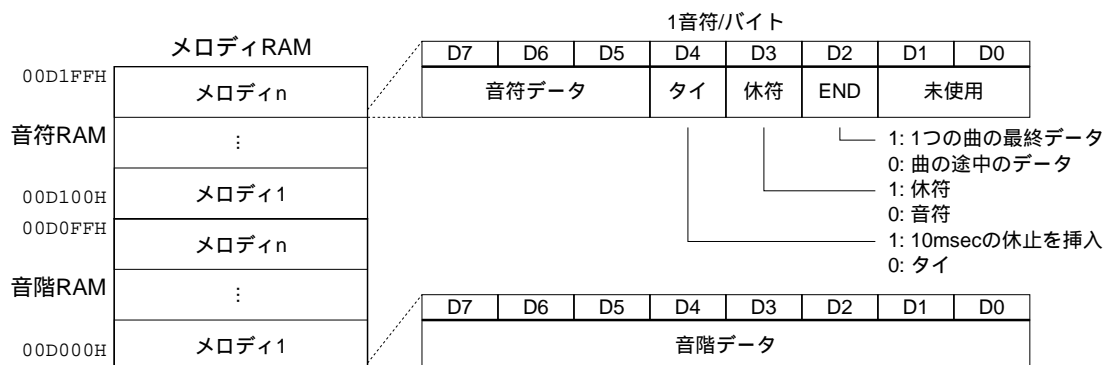 1音符/バイト
メロディRAM
D7 D6 D5 D4 D3 D2 D1 D0
00D1FFH
メロディn
音符データ タイ 休符 END 未使用
音符RAM
⋮
1: 1つの曲の最終データ
0: 曲の途中のデータ
00D100H
メロディ1
1: 休符
0: 音符
00D0FFH
メロディn
1: 10msecの休止を挿入
0: タイ
音階RAM
⋮
D7 D6 D5 D4 D3 D2 D1 D0
00D000H
メロディ1
音階データ